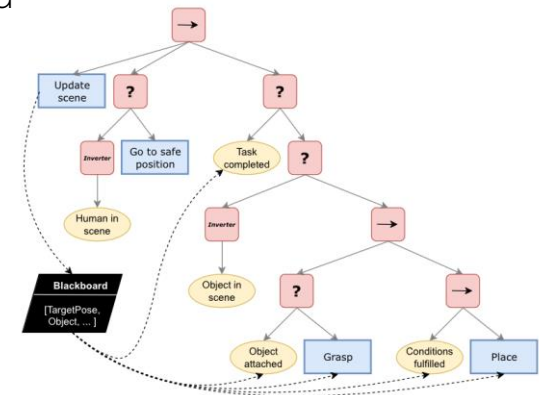 →
?
?
Update
scene
Inverter
Go to safe
position
Task
completed
?
Human in
scene
Inverter
→
Blackboard
[TargetPose,
Object, ... ]
Object in
scene
?
→
Object
attached
Grasp
Conditions
fulfilled
Place